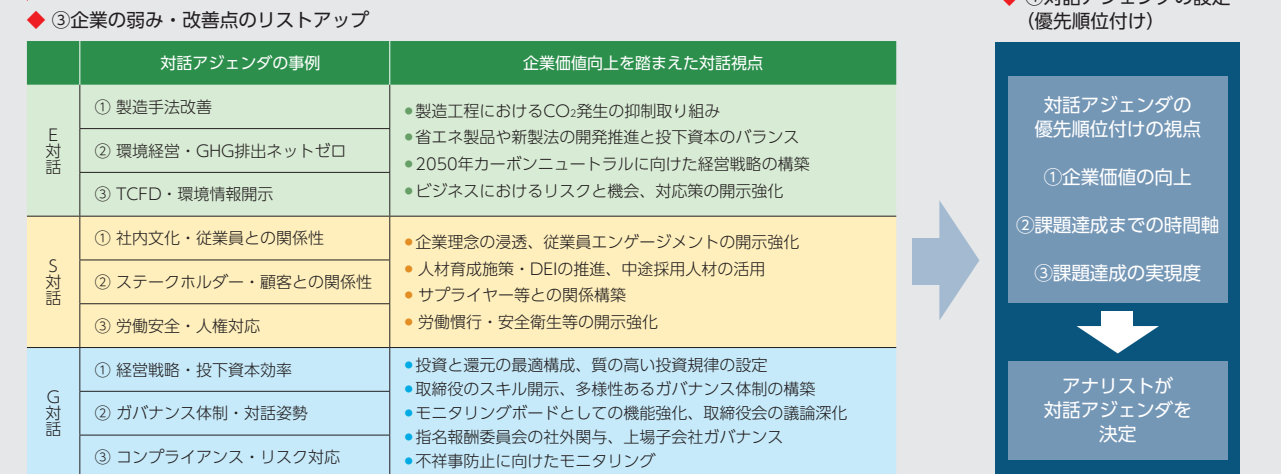 ◆ ③企業の弱み・改善点のリストアップ
対話アジェンダの事例
企業価値向上を踏まえた対話視点
E対話
① 製造手法改善
② 環境経営・GHG排出ネットゼロ
③ TCFD・環境情報開示
●製造工程におけるCO₂発生の抑制取り組み
●省エネ製品や新製法の開発推進と投下資本のバランス
●2050年カーボンニュートラルに向けた経営戦略の構築
●ビジネスにおけるリスクと機会、対応策の開示強化
S対話
① 社内文化・従業員との関係性
② ステークホルダー・顧客との関係性
③ 労働安全・人権対応
●企業理念の浸透、従業員エンゲージメントの開示強化
● 人材育成施策・DEIの推進、中途採用人材の活用
● サプライヤー等との関係構築
● 労働慣行・安全衛生等の開示強化
G対話
① 経営戦略・投下資本効率
② ガバナンス体制・対話姿勢
③ コンプライアンス・リスク対応
●投資と還元の最適構成、質の高い投資規律の設定
●取締役のスキル開示、多様性あるガバナンス体制の構築
●モニタリングボードとしての機能強化、取締役会の議論深化
●指名報酬委員会の社外関与、上場子会社ガバナンス
●不祥事防止に向けたモニタリング
対話アジェンダの設定
（優先順位付け）
対話アジェンダの
優先順位付けの視点
①企業価値の向上
②課題達成までの時間軸
③課題達成の実現度
アナリストが
対話アジェンダを
決定